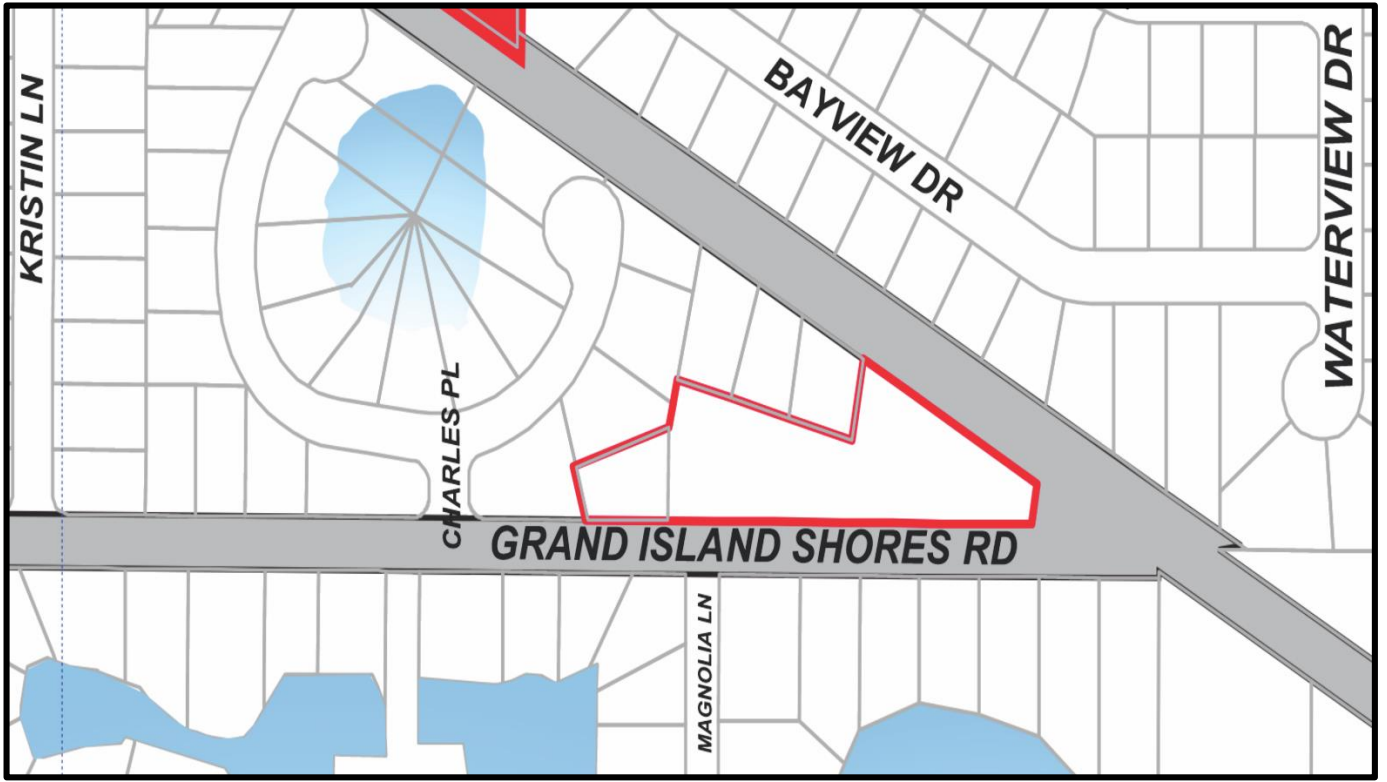 KRISTIN LN
BAYVIEW DR
WATERVIEW DR
CHARLES PL
GRAND ISLAND SHORES RD
MAGNOLIA LN